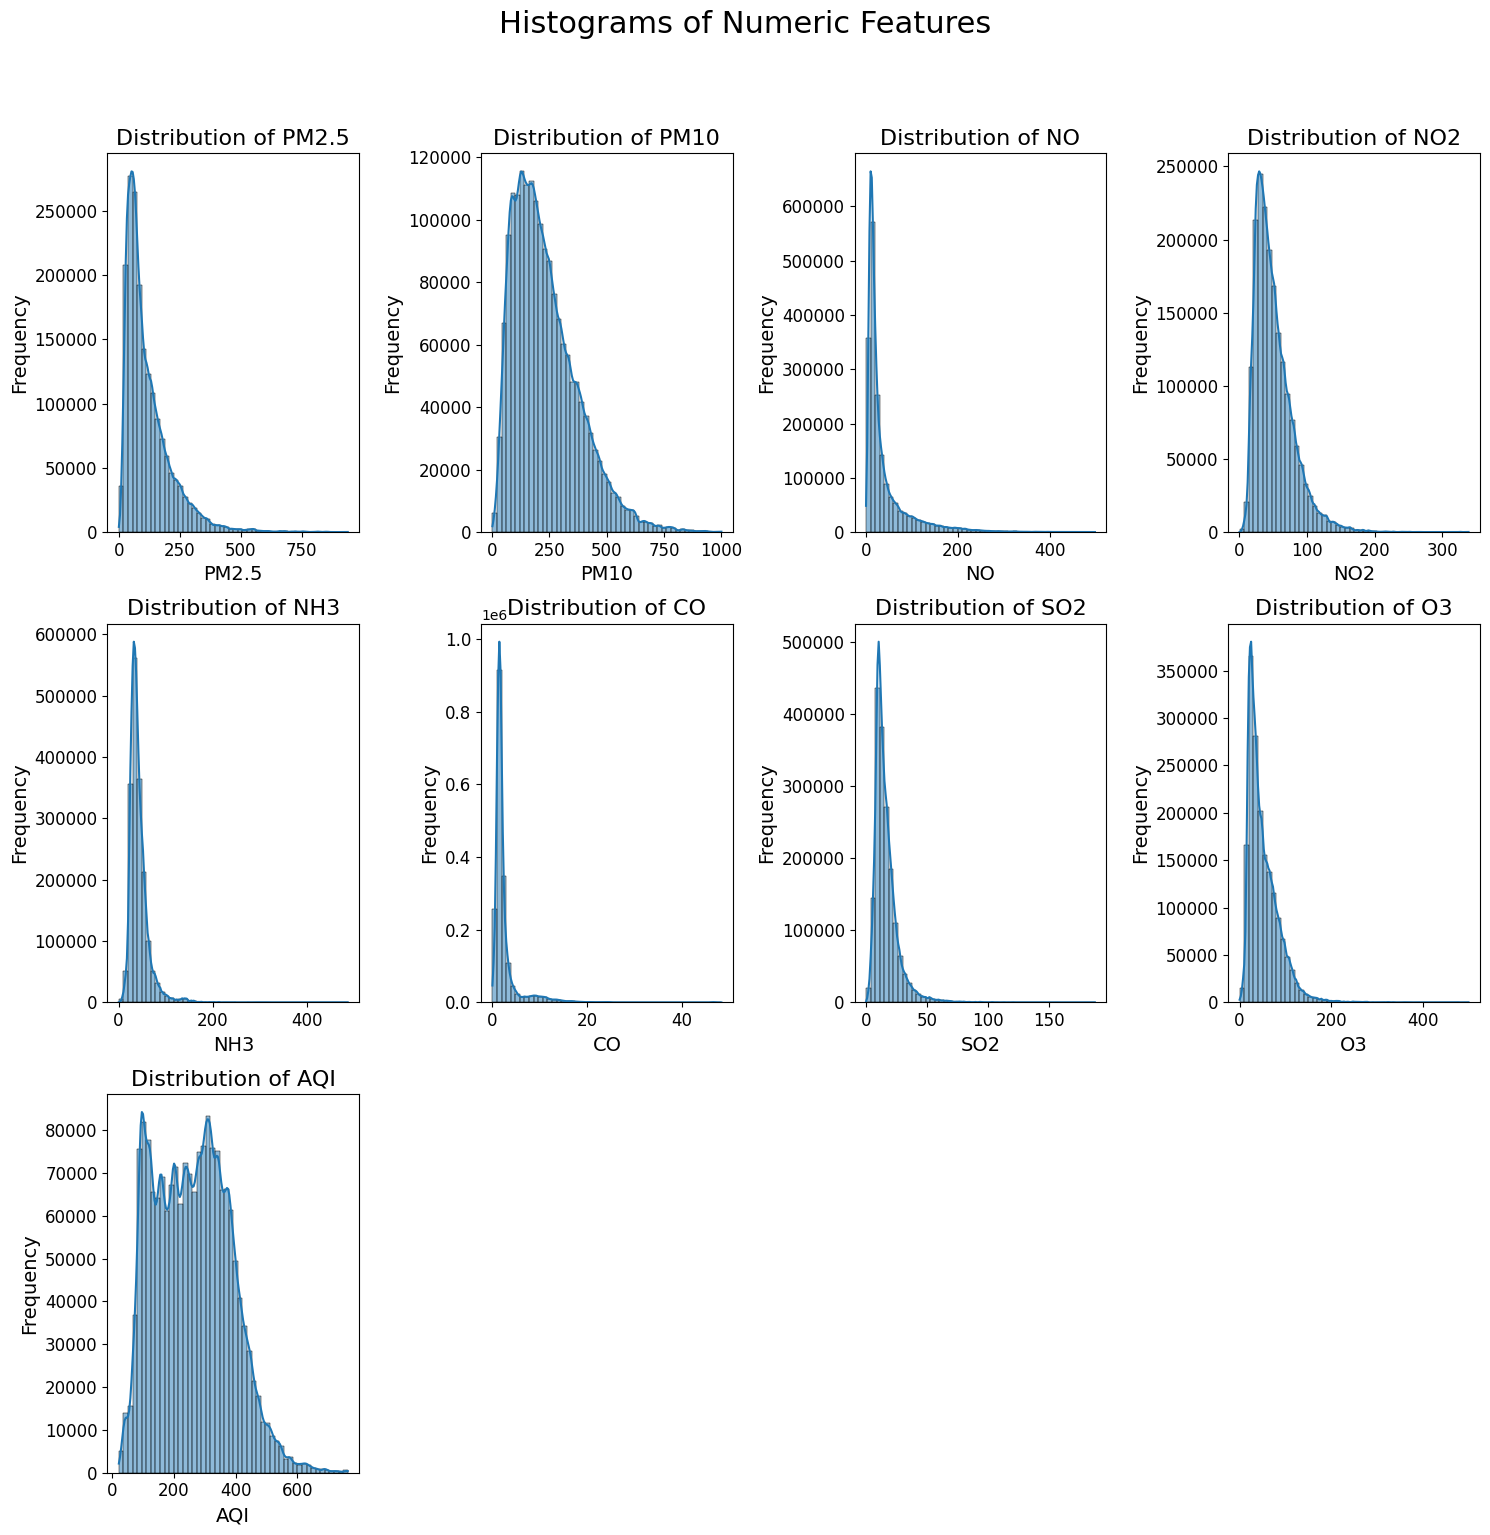 Histograms of Numeric Features
Distribution of PM2.5
250000
200000
150000
100000
50000
0
Frequency
0 250 500 750
PM2.5
Distribution of PM10
120000
100000
80000
60000
40000
20000
0
Frequency
0 250 500 750 1000
PM10
Distribution of NO
600000
500000
400000
300000
200000
100000
0
Frequency
0 200 400
NO
Distribution of NO2
250000
200000
150000
100000
50000
0
Frequency
0 100 200 300
NO2
Distribution of NH3
600000
500000
400000
300000
200000
100000
0
Frequency
0 200 400
NH3
Distribution of CO
1e6
1.0
0.8
0.6
0.4
0.2
0.0
Frequency
0 20 40
CO
Distribution of SO2
500000
400000
300000
200000
100000
0
Frequency
0 50 100 150
SO2
Distribution of O3
350000
300000
250000
200000
150000
100000
50000
0
Frequency
0 200 400
O3
Distribution of AQI
80000
70000
60000
50000
40000
30000
20000
10000
0
Frequency
0 200 400 600
AQI